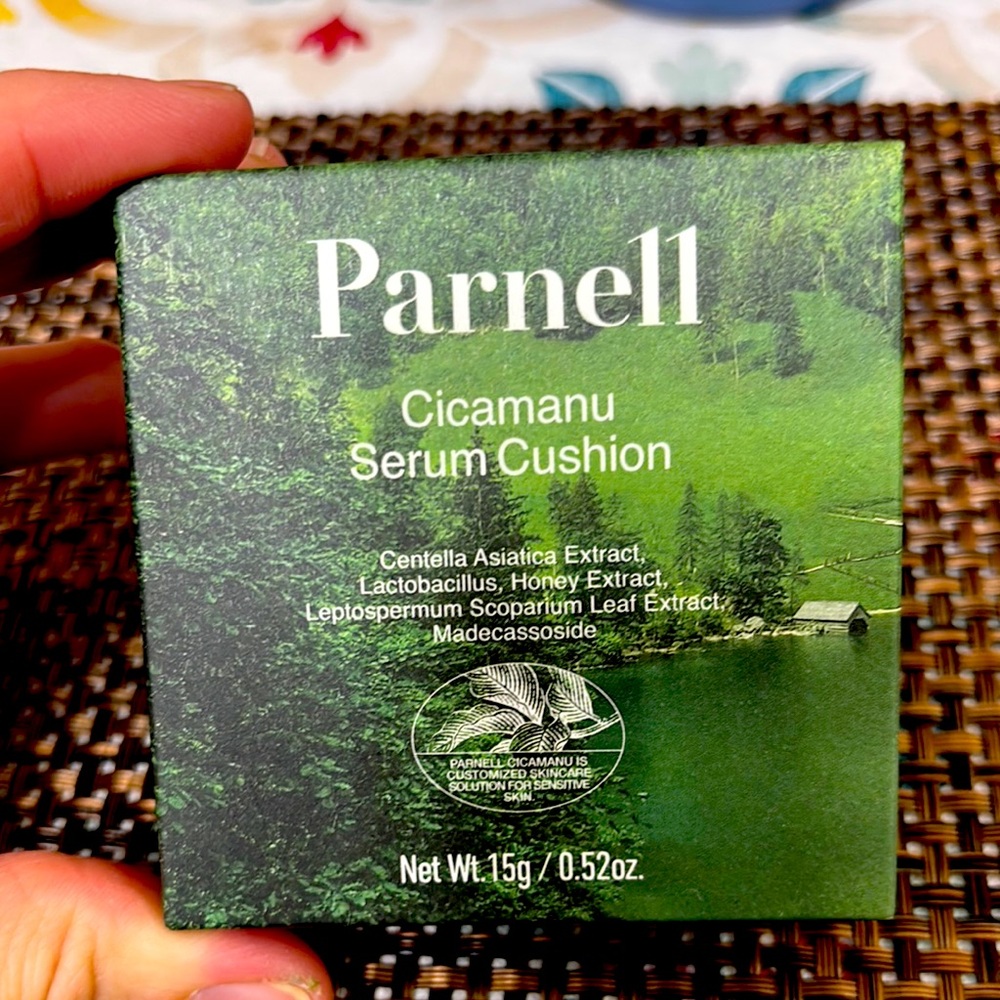 Parnell
Cicamanu
Serum Cushion
Centella Asiatica Extract,
Lactobacillus, Honey Extract,
Leptospermum Scoparium Leaf Extract,
Madecassoside
PARNELL CICAMANU IS
CUSTOMIZED SKINCARE
SOLUTION FOR SENSITIVE
SKIN.
Net Wt.15g / 0.52oz.